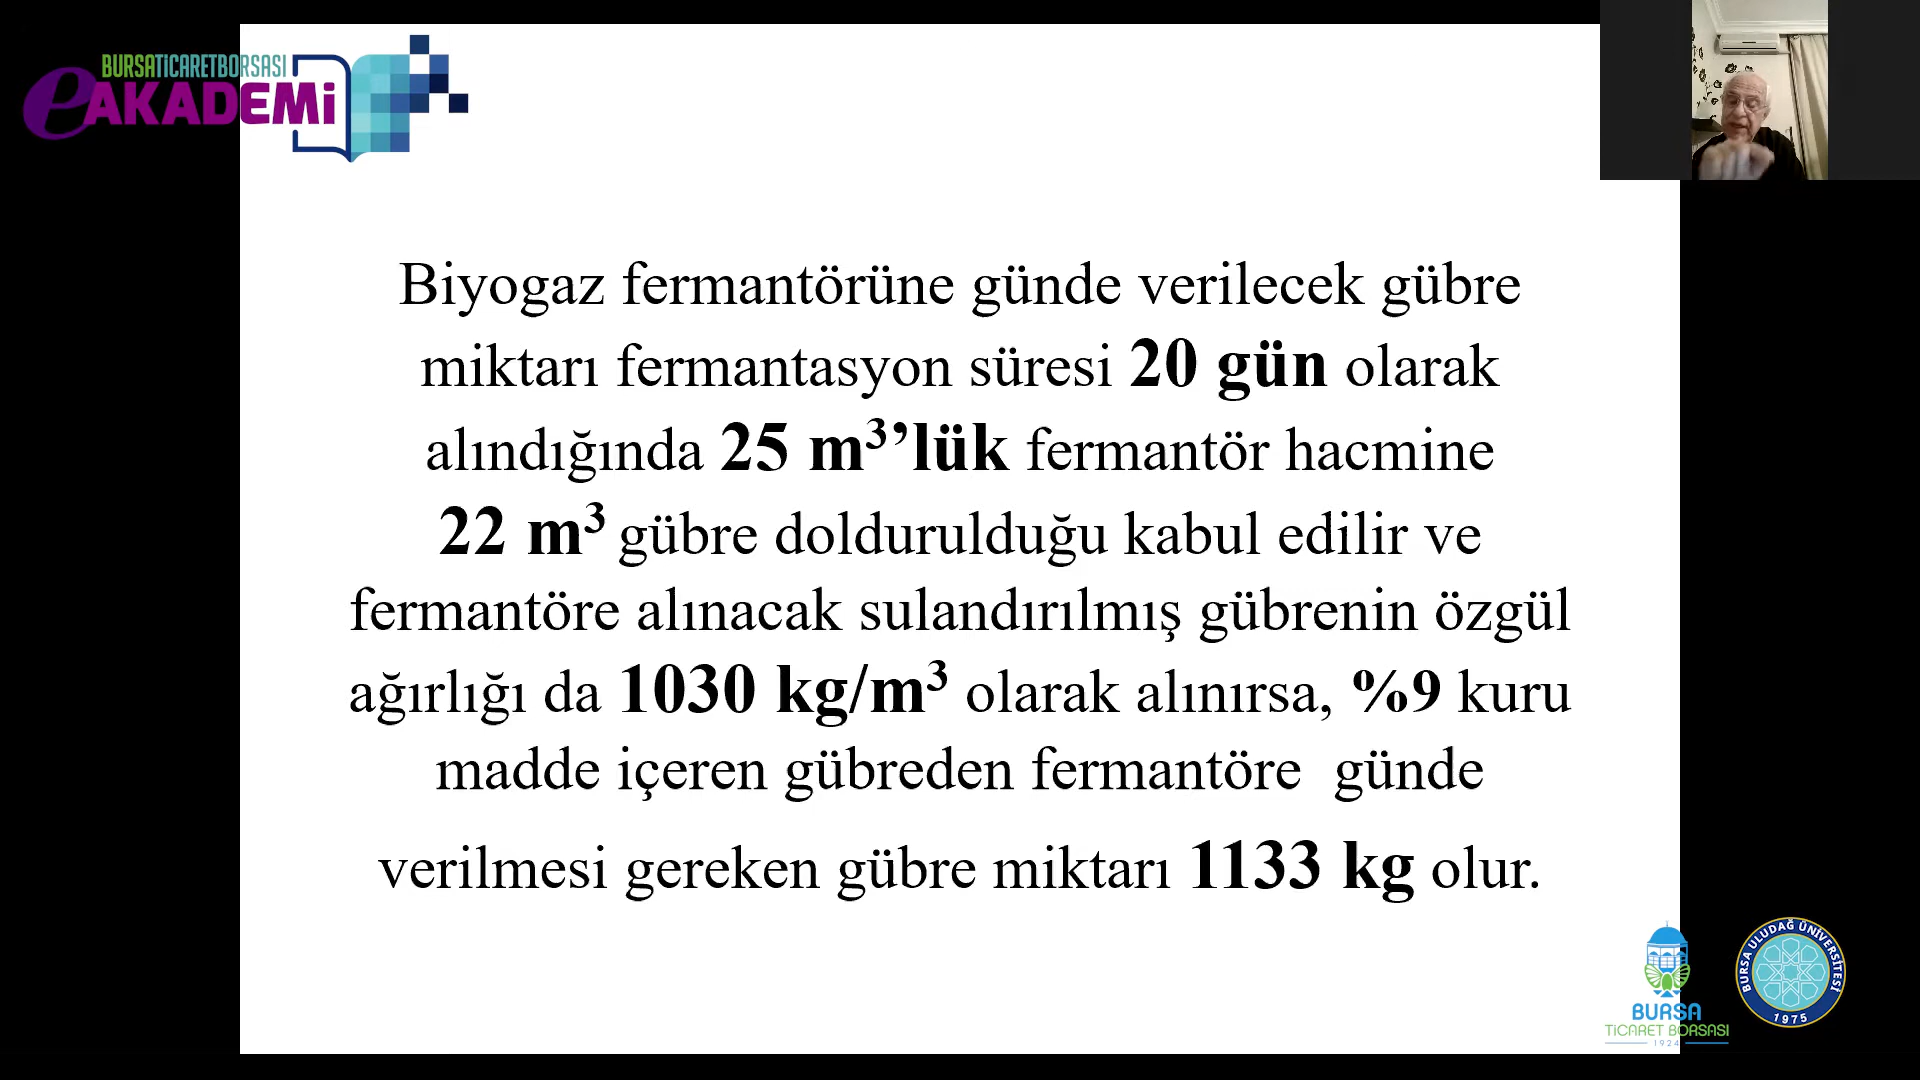 BURSATİCARETBORSASI
eAKADEMİ
Biyogaz fermantörüne günde verilecek gübre
miktarı fermantasyon süresi 20 gün olarak
alındığında 25 m³’lük fermantör hacmine
22 m³ gübre doldurulduğu kabul edilir ve
fermantöre alınacak sulandırılmış gübrenin özgül
ağırlığı da 1030 kg/m³ olarak alınırsa, %9 kuru
madde içeren gübreden fermantöre günde
verilmesi gereken gübre miktarı 1133 kg olur.
BURSA
TİCARET BORSASI
1924
BURSA ULUDAĞ ÜNİVERSİTESİ
1975